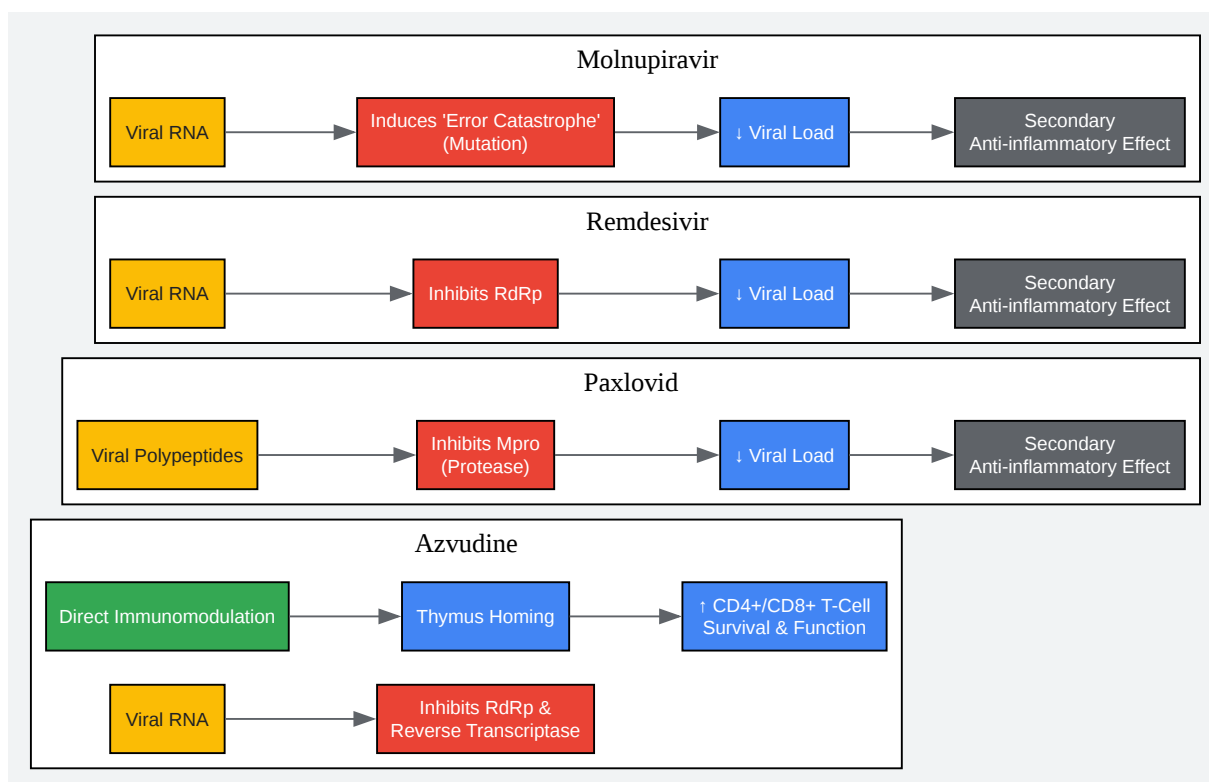 Molnupiravir
Viral RNA
Induces 'Error Catastrophe'
(Mutation)
↓ Viral Load
Secondary
Anti-inflammatory Effect
Remdesivir
Viral RNA
Inhibits RdRp
↓ Viral Load
Secondary
Anti-inflammatory Effect
Paxlovid
Viral Polypeptides
Inhibits Mpro
(Protease)
↓ Viral Load
Secondary
Anti-inflammatory Effect
Azvudine
Direct Immunomodulation
Thymus Homing
↑ CD4+/CD8+ T-Cell
Survival & Function
Viral RNA
Inhibits RdRp &
Reverse Transcriptase